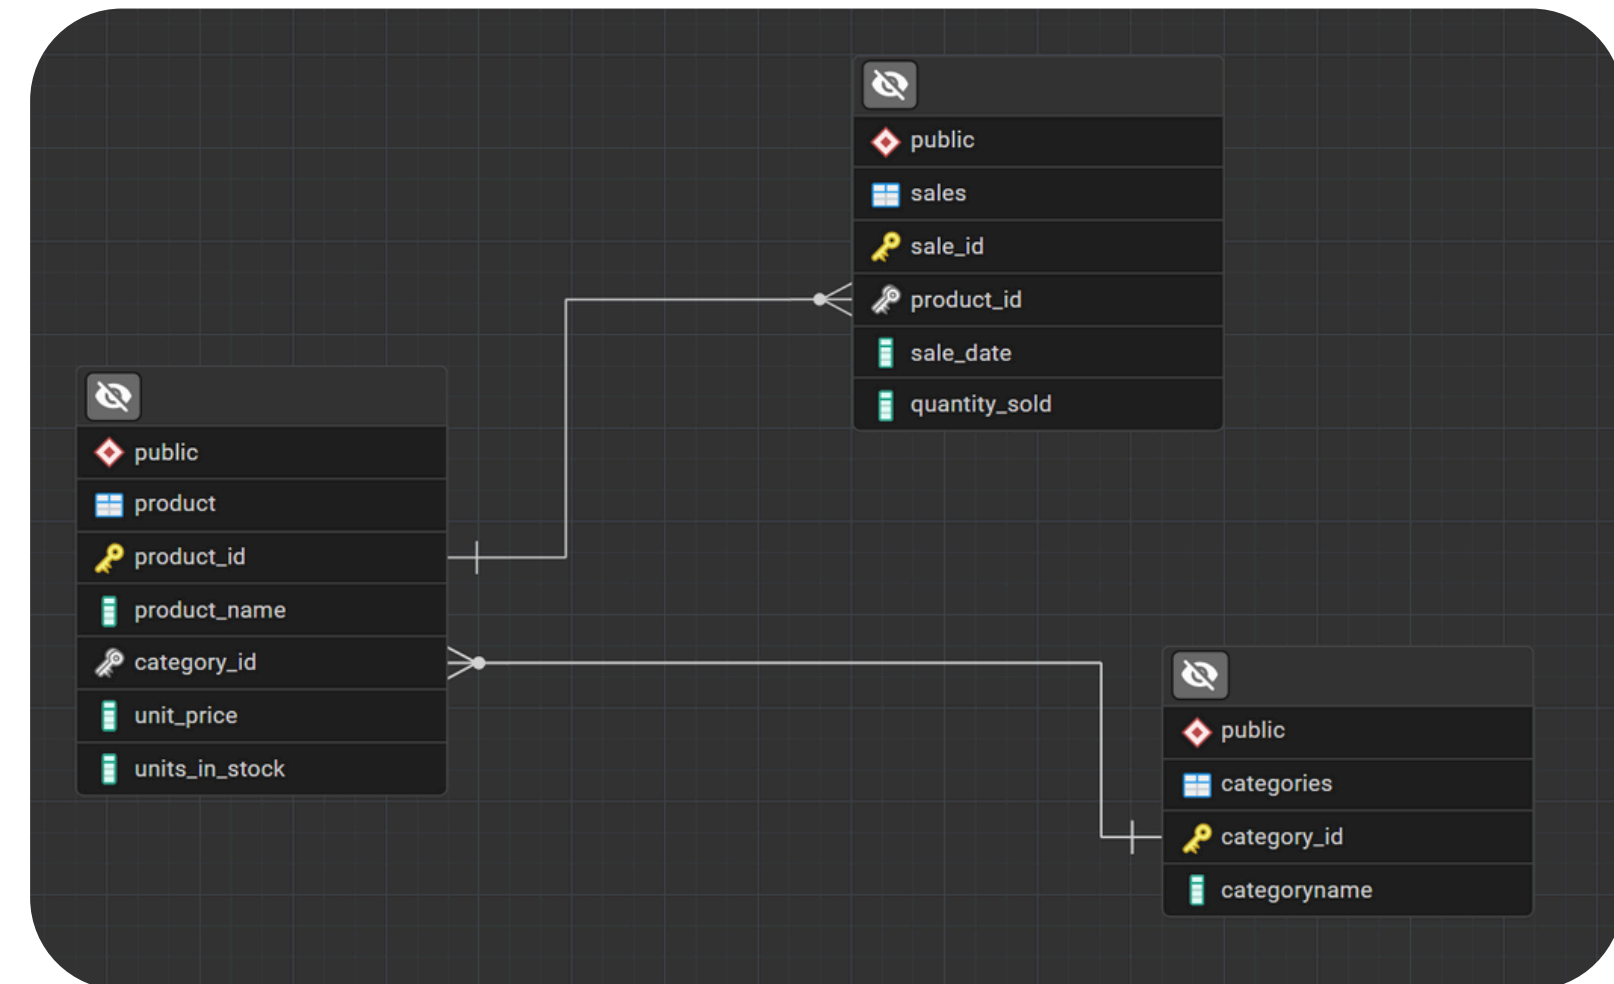 public
sales
sale_id
product_id
sale_date
quantity_sold
public
product
product_id
product_name
category_id
unit_price
units_in_stock
public
categories
category_id
categoryname